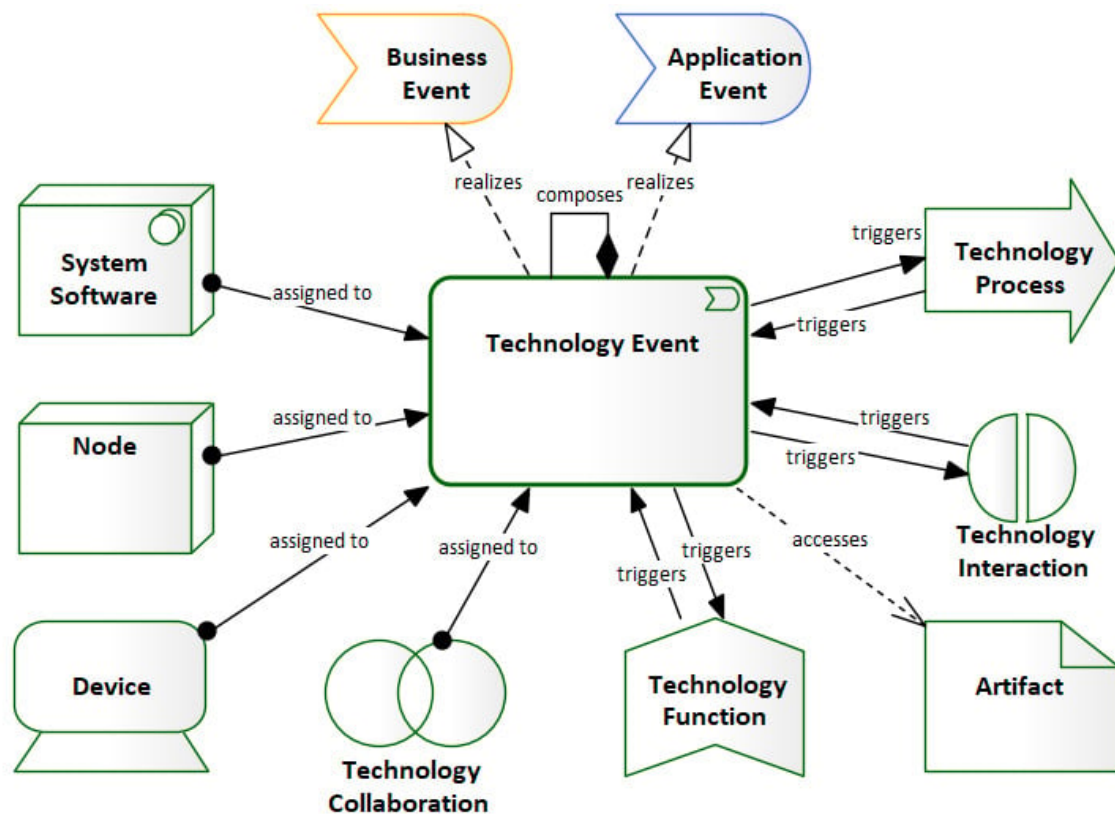 Business
Event
Application
Event
realizes
composes
realizes
System
Software
assigned to
Technology Event
triggers
Technology
Process
triggers
Node
assigned to
triggers
triggers
Technology
Interaction
assigned to
assigned to
triggers
triggers
accesses
Device
Technology
Collaboration
Technology
Function
Artifact